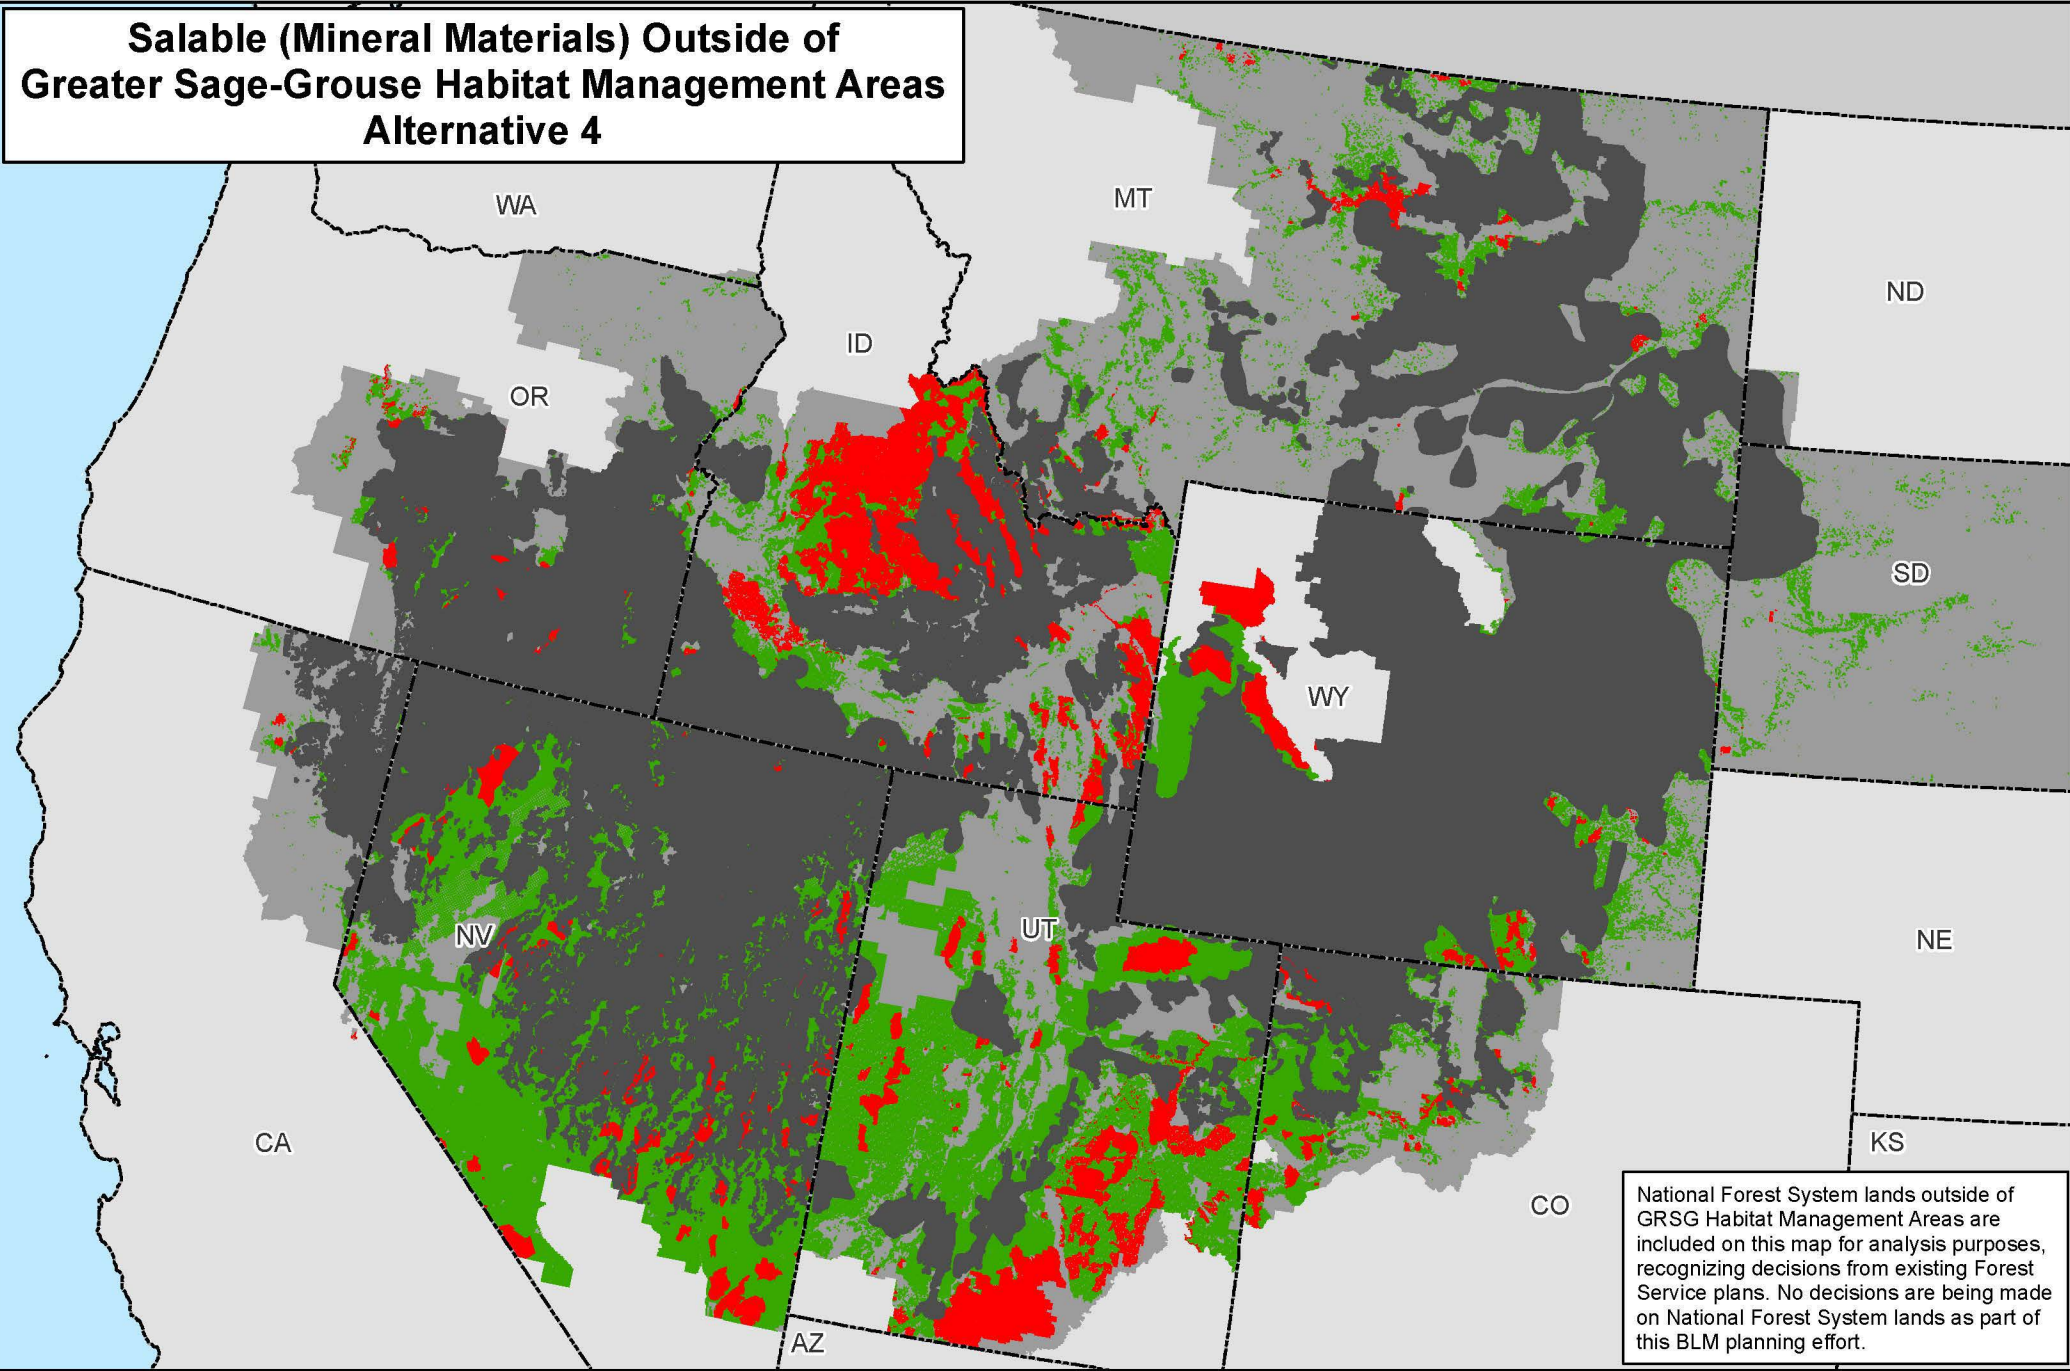 Salable (Mineral Materials) Outside of
Greater Sage-Grouse Habitat Management Areas
Alternative 4
WA
MT
ND
ID
OR
SD
WY
NV
UT
NE
CA
KS
CO
AZ
National Forest System lands outside of
GRSG Habitat Management Areas are
included on this map for analysis purposes,
recognizing decisions from existing Forest
Service plans. No decisions are being made
on National Forest System lands as part of
this BLM planning effort.